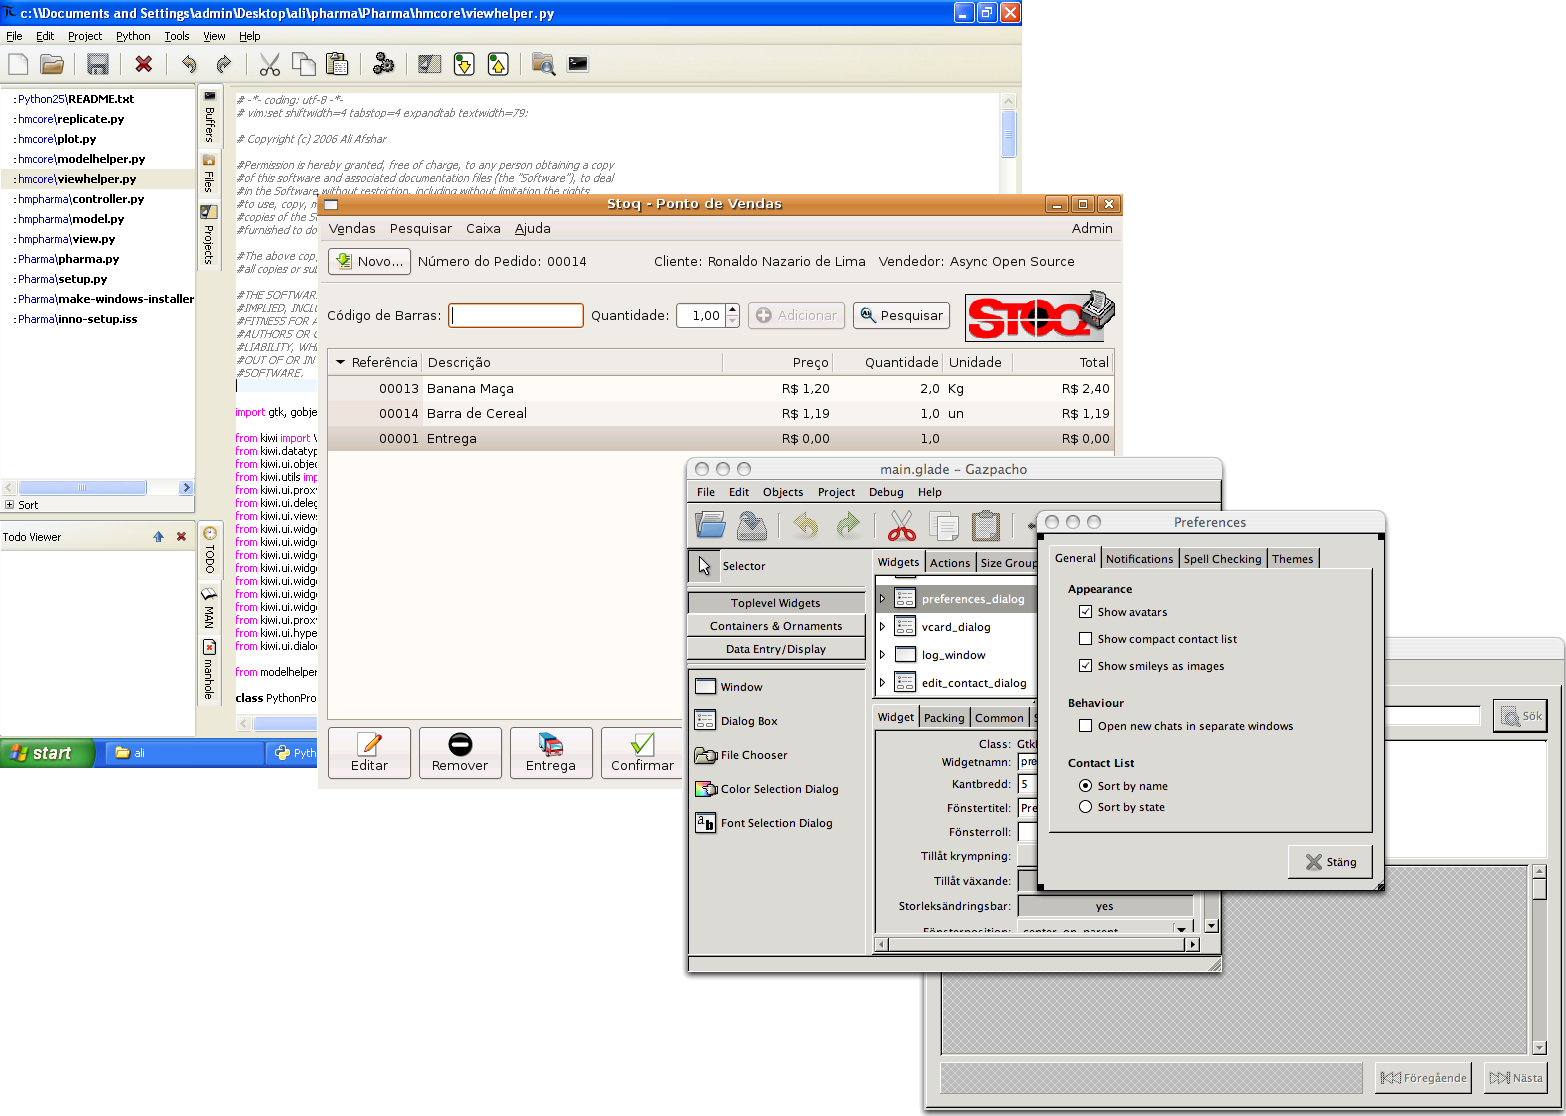 c:\\Documents and Settings\admin\Desktop\ali\pharma\Pharma\hmcore\viewhelper.py
File Edit Project Python Tools View Help
:Python25\README.txt
:hmcore\replicate.py
:hmcore\plot.py
:hmcore\modelhelper.py
:hmcore\viewhelper.py
:hmpharma\controller.py
:hmpharma\model.py
:hmpharma\view.py
:Pharma\pharma.py
:Pharma\setup.py
:Pharma\make-windows-installer
:Pharma\inno-setup.iss
Sort
Buffers
Files
Projects
Todo Viewer
TODO
MAN
manhole
# -*- coding: utf-8 -*-
# vim:set shiftwidth=4 tabstop=4 expandtab textwidth=79:
# Copyright (c) 2006 Ali Afshar
#Permission is hereby granted, free of charge, to any person obtaining a copy
#of this software and associated documentation files (the "Software"), to deal
#in the Software without restriction, including without limitation the rights
#to use, copy, m
#copies of the S
#furnished to do
#The above cop
#all copies or su
#THE SOFTWAR
#IMPLIED, INCLU
#FITNESS FOR A
#AUTHORS OR C
#LIABILITY, WH
#OUT OF OR IN
#SOFTWARE.
import gtk, gobje
from kiwi import
from kiwi.datatyp
from kiwi.ui.objec
from kiwi.utils imp
from kiwi.ui.proxy
from kiwi.ui.deleg
from kiwi.ui.views
from kiwi.ui.widge
from kiwi.ui.widge
from kiwi.ui.widge
from kiwi.ui.widge
from kiwi.ui.widge
from kiwi.ui.widge
from kiwi.ui.widge
from kiwi.ui.proxy
from kiwi.ui.hype
from kiwi.ui.dialo
from modelhelper
class PythonPro
start
ali
Pyth
Stoq - Ponto de Vendas
Vendas Pesquisar Caixa Ajuda Admin
Novo... Número do Pedido: 00014 Cliente: Ronaldo Nazario de Lima Vendedor: Async Open Source
Código de Barras: Quantidade: 1,00 Adicionar Pesquisar STOQ
Referência Descrição Preço Quantidade Unidade Total
00013 Banana Maça R$ 1,20 2,0 Kg R$ 2,40
00014 Barra de Cereal R$ 1,19 1,0 un R$ 1,19
00001 Entrega R$ 0,00 1,0 R$ 0,00
Editar Remover Entrega Confirmar
main.glade - Gazpacho
File Edit Objects Project Debug Help
Selector
Toplevel Widgets
Containers & Ornaments
Data Entry/Display
Window
Dialog Box
File Chooser
Color Selection Dialog
Font Selection Dialog
Widgets Actions Size Group
preferences_dialog
vcard_dialog
log_window
edit_contact_dialog
Widget Packing Common
Class: Gtk
Widgetnamn: pre
Kantbredd: 5
Fönstertitel: Pre
Fönsterroll:
Tillåt krympning:
Tillåt växande:
Storleksändringsbar: yes
Fönsterposition: center_on_parent
Preferences
General Notifications Spell Checking Themes
Appearance
Show avatars
Show compact contact list
Show smileys as images
Behaviour
Open new chats in separate windows
Contact List
Sort by name
Sort by state
Stäng
Sök
Föregående Nästa